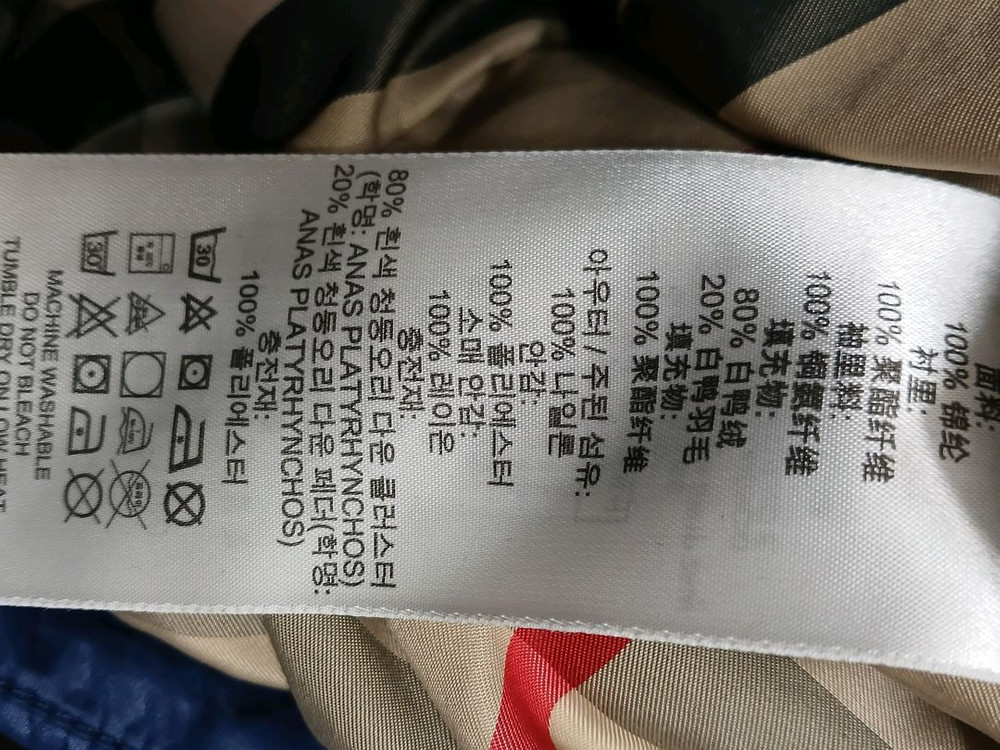 面料:
100% 锦纶
衬里:
100% 聚酯纤维
袖里料:
100% 铜氨纤维
填充物:
80% 白鸭绒
20% 白鸭羽毛
填充物:
100% 聚酯纤维
아우터 / 주된 섬유:
100% 나일론
안감:
100% 폴리에스터
소매 안감:
100% 레이온
충전재:
80% 흰색 청둥오리 다운 클러스터
(학명: ANAS PLATYRHYNCHOS)
20% 흰색 청둥오리 다운 페더(학명:
ANAS PLATYRHYNCHOS)
충전재:
100% 폴리에스터
30
30
MACHINE WASHABLE
DO NOT BLEACH
TUMBLE DRY ON LOW HEAT